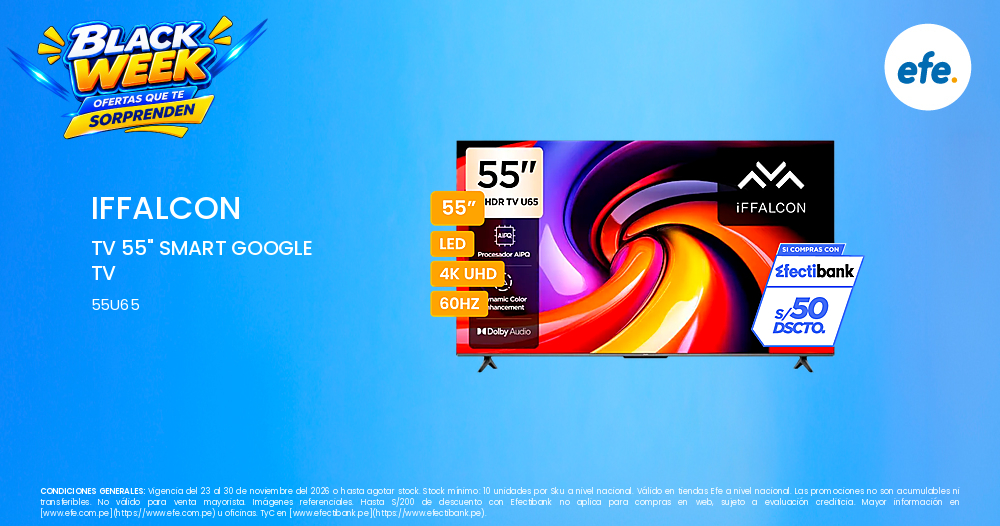 BLACK
WEEK
OFERTAS QUE TE
SORPRENDEN
efe.
IFFALCON
TV 55" SMART GOOGLE
TV
55U65
55"
HDR TV U65
55"
LED
4K UHD
60HZ
AIPQ
Procesador AIPQ
ynamic Color
nhancement
Dolby Audio
iFFALCON
SI COMPRAS CON
Efectibank
S/50
DSCTO.
CONDICIONES GENERALES: Vigencia del 23 al 30 de noviembre del 2026 o hasta agotar stock. Stock minimo: 10 unidades por Sku a nivel nacional. Válido en tiendas Efe a nivel nacional. Las promociones no son acumulables ni
transferibles. No válido para venta mayorista. Imágenes referenciales. Hasta S/200 de descuento con Efectibank no aplica para compras en web, sujeto a evaluación crediticia. Mayor información en
[www.efe.com.pe](https://www.efe.com.pe) u oficinas. TyC en [www.efectibank.pe](https://www.efectibank.pe).